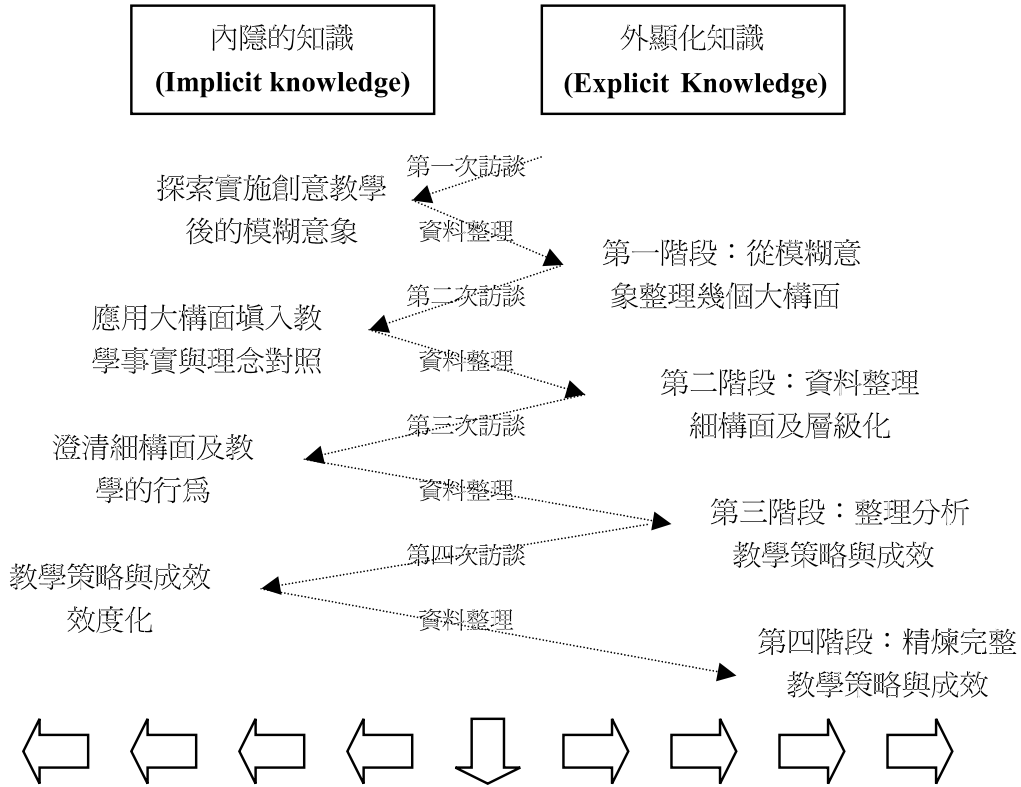 內隱的知識
(Implicit knowledge)
外顯化知識
(Explicit Knowledge)
第一次訪談
探索實施創意教學
後的模糊意象
資料整理
第一階段：從模糊意
象整理幾個大構面
第二次訪談
應用大構面填入教
學事實與理念對照
資料整理
第二階段：資料整理
細構面及層級化
第三次訪談
澄清細構面及教
學的行為
資料整理
第三階段：整理分析
教學策略與成效
第四次訪談
教學策略與成效
效度化
資料整理
第四階段：精煉完整
教學策略與成效